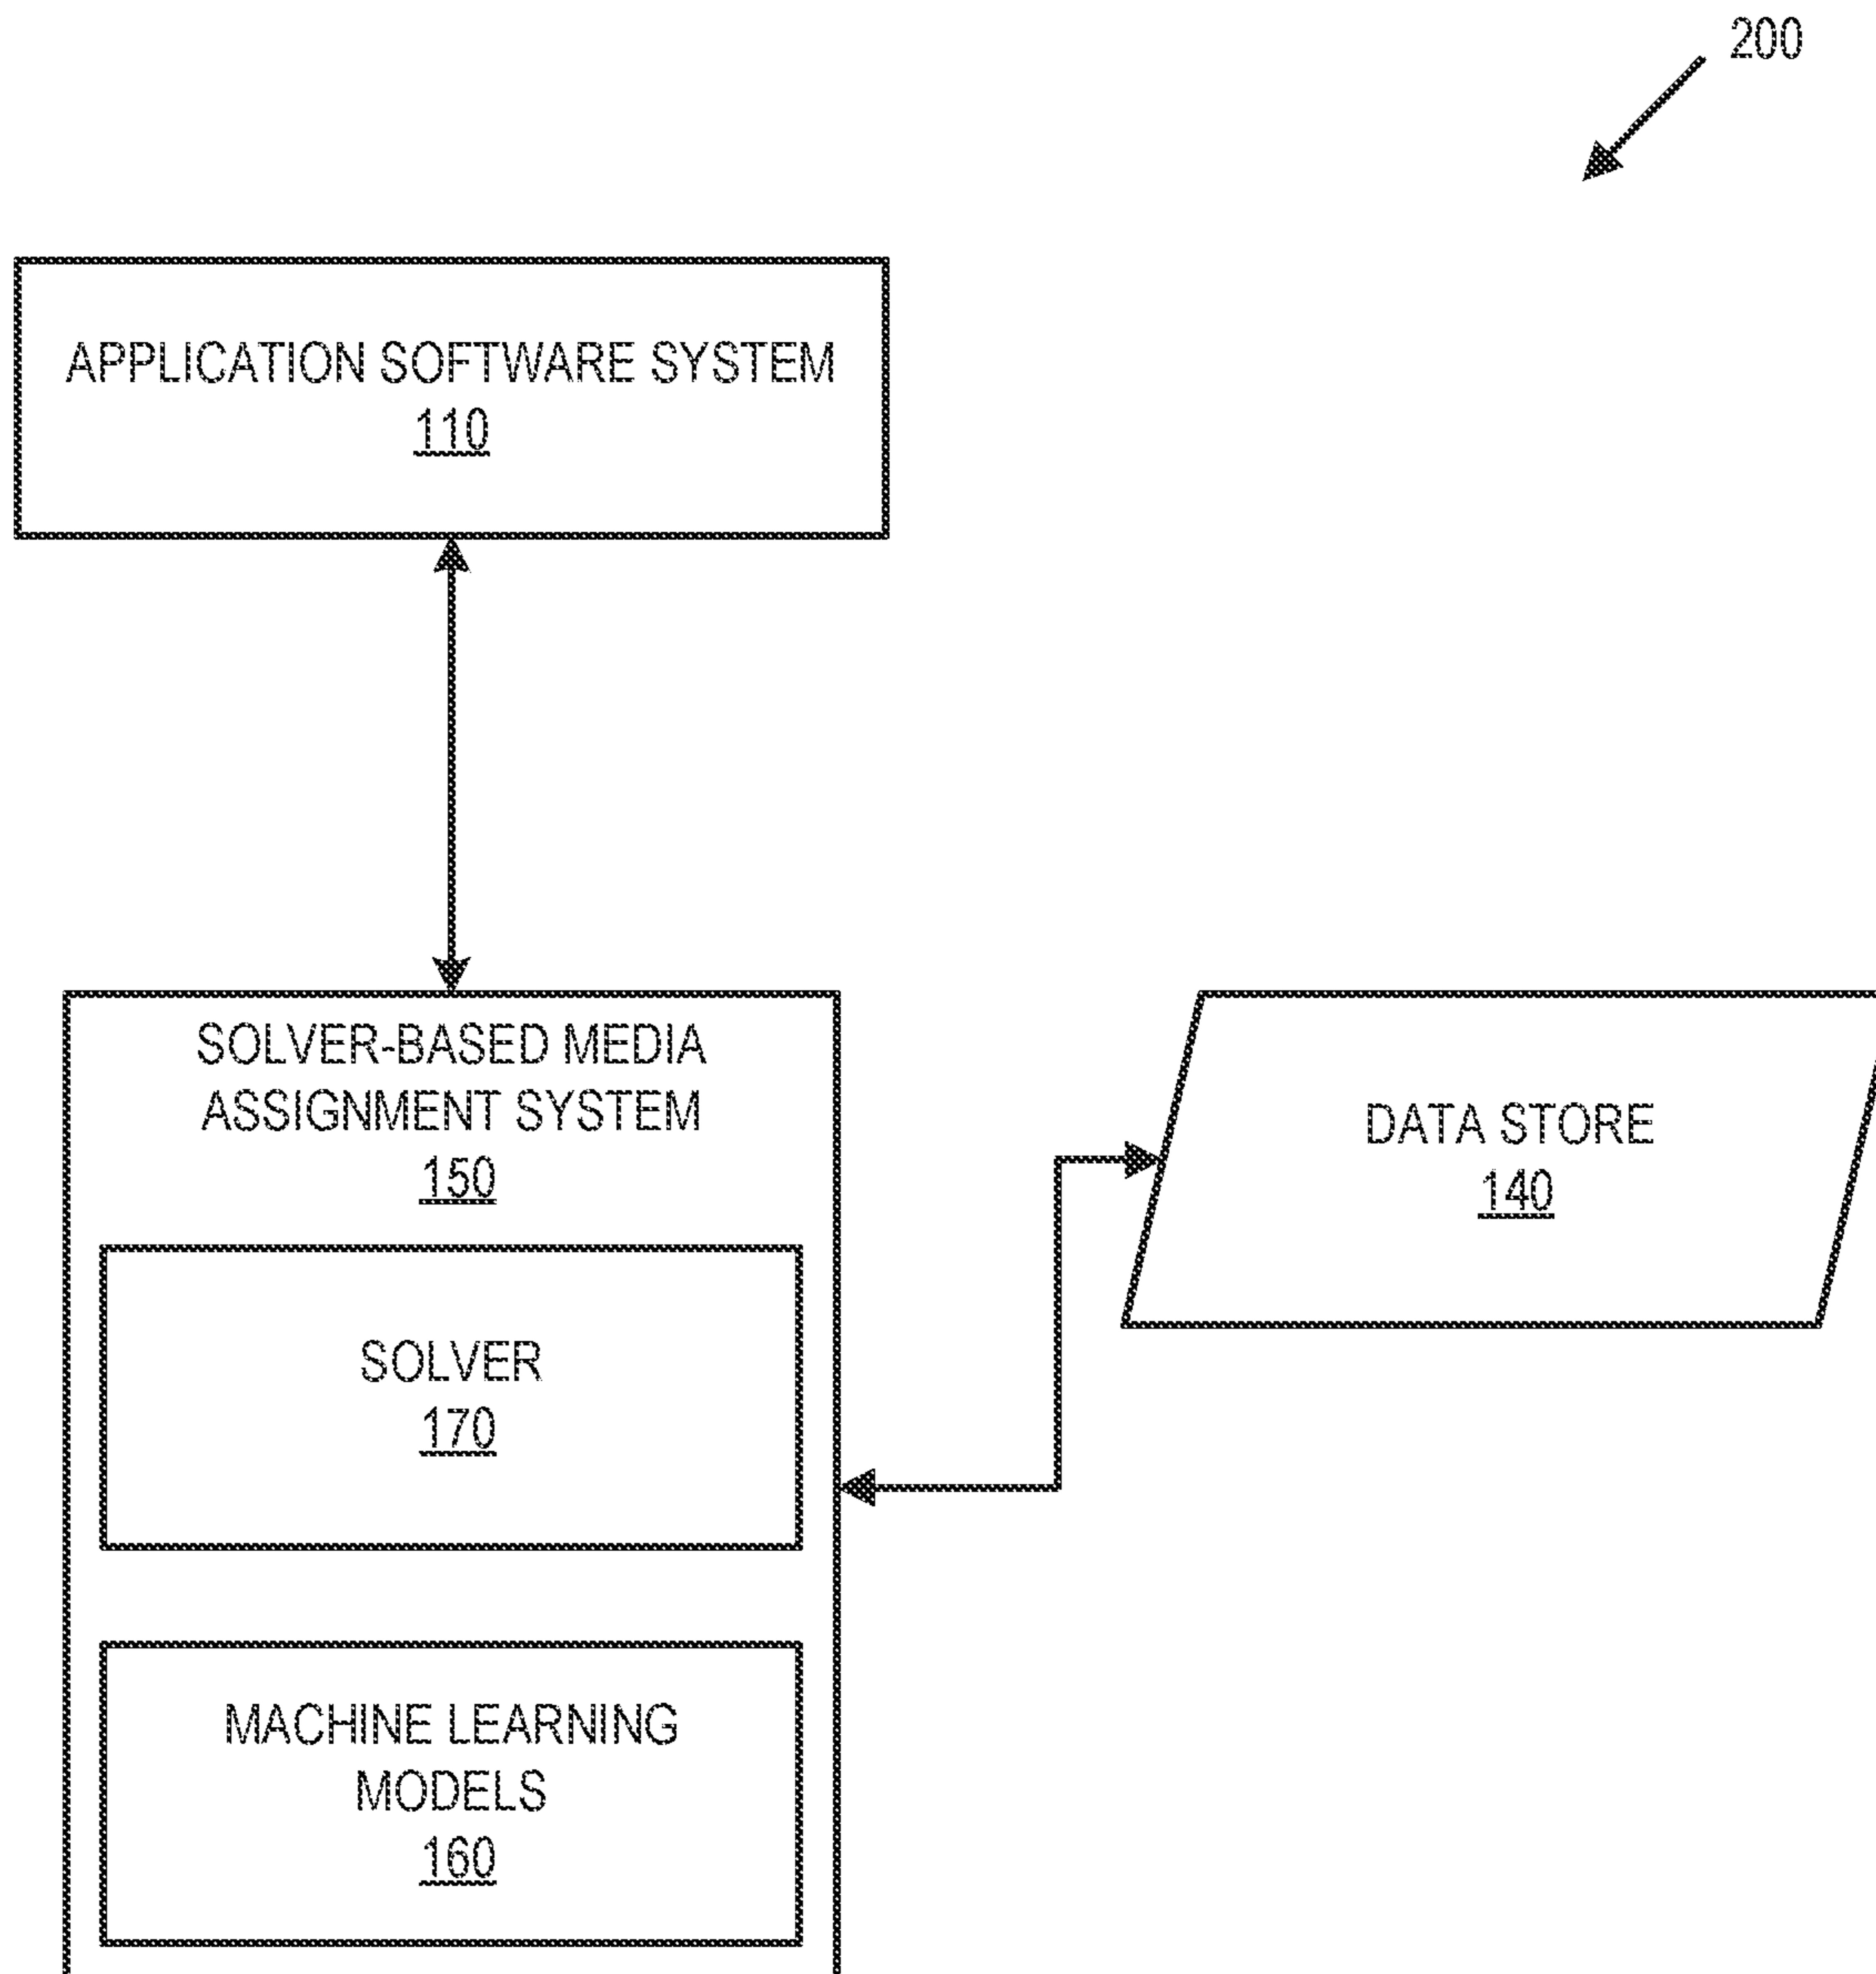 200
APPLICATION SOFTWARE SYSTEM
110
SOLVER-BASED MEDIA
ASSIGNMENT SYSTEM
150
DATA STORE
140
SOLVER
170
MACHINE LEARNING
MODELS
160